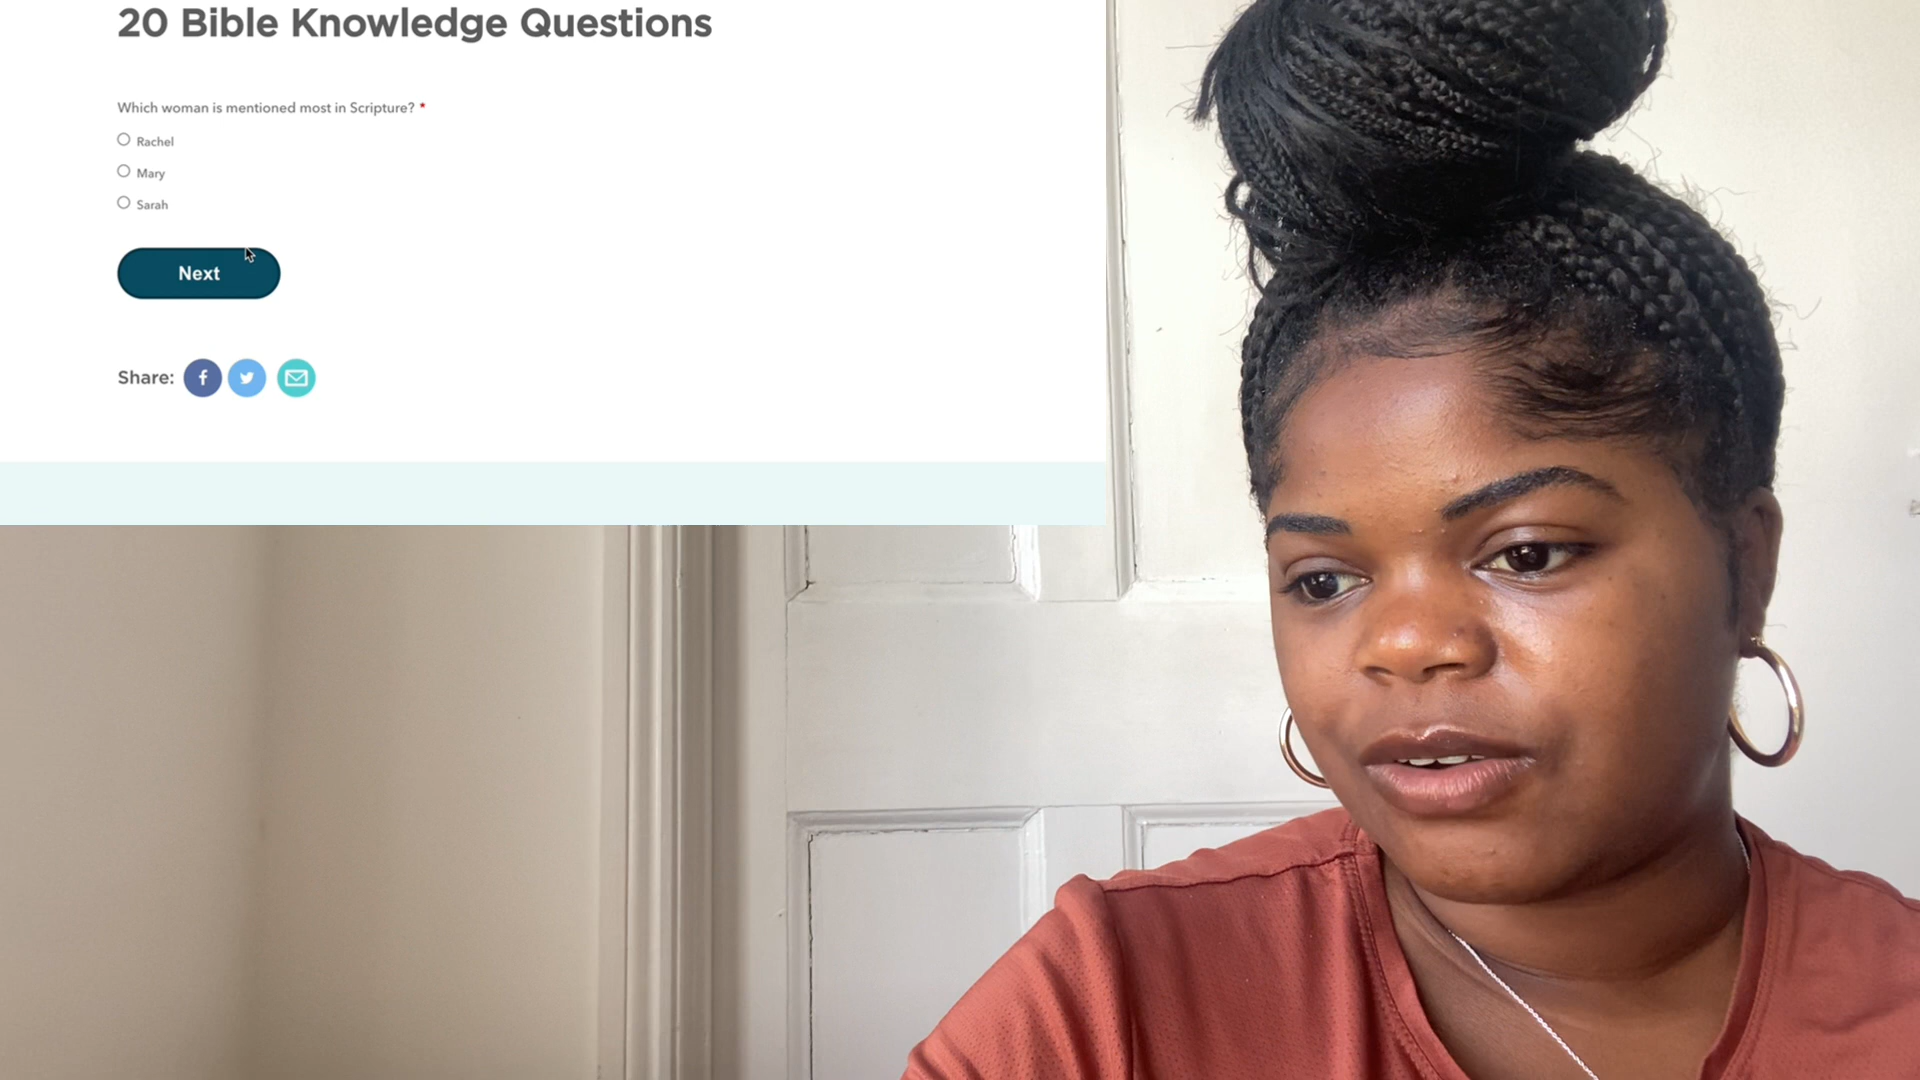 20 Bible Knowledge Questions
Which woman is mentioned most in Scripture? *
Rachel
Mary
Sarah
Next
Share: